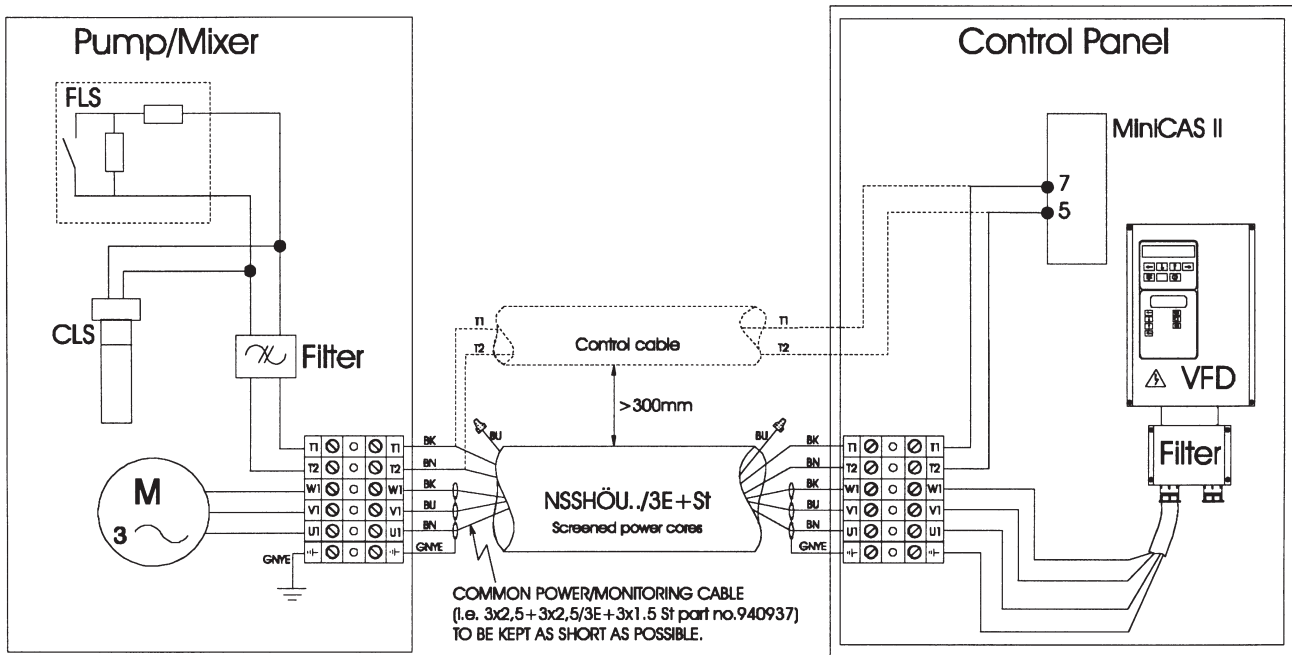 Pump/Mixer
FLS
CLS
Filter
M
3
GNYE
T1 T1
T2 T2
W1 W1
V1 V1
U1 U1
BK
BN
BK
BU
BN
GNYE
T1
T2
Control cable
T1
T2
>300mm
BU
BU
NSSHÖU../3E+St
Screened power cores
COMMON POWER/MONITORING CABLE
(i.e. 3x2,5+3x2,5/3E+3x1.5 St part no.940937)
TO BE KEPT AS SHORT AS POSSIBLE.
BK
BN
BK
BU
BN
GNYE
T1 T1
T2 T2
W1 W1
V1 V1
U1 U1
Control Panel
MiniCAS II
7
5
VFD
Filter